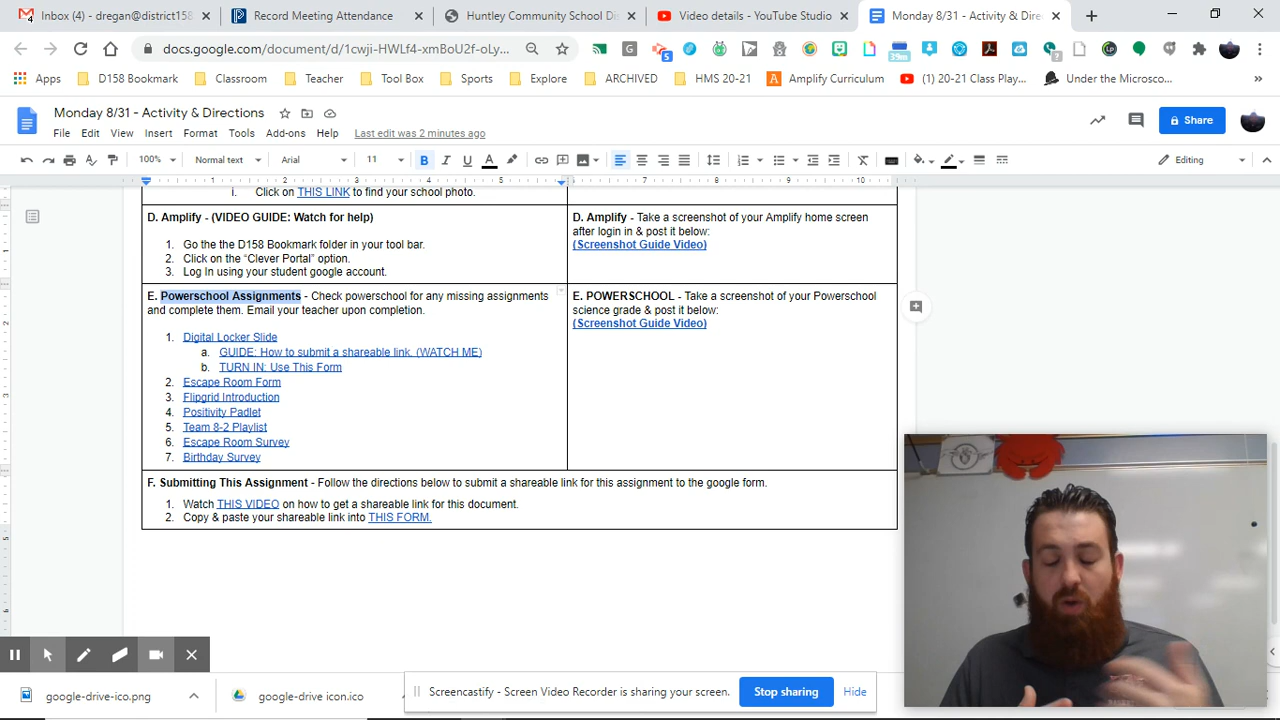 Inbox (4) - dregan@district158
Record Meeting Attendance
Huntley Community School Dis
Video details - YouTube Studio
Monday 8/31 - Activity & Dire
docs.google.com/document/d/1cwji-HWLf4-xmBoU2f-oLy...
5
39m
?
Lp
Apps
D158 Bookmark
Classroom
Teacher
Tool Box
Sports
Explore
ARCHIVED
HMS 20-21
Amplify Curriculum
(1) 20-21 Class Play...
Under the Microsco...
»
Monday 8/31 - Activity & Directions
Share
File Edit View Insert Format Tools Add-ons Help Last edit was 2 minutes ago
100% Normal text Arial 11 B I U A Editing
1 2 3 4 5 7 8 9 10
i. Click on THIS LINK to find your school photo.
D. Amplify - (VIDEO GUIDE: Watch for help)
1. Go the the D158 Bookmark folder in your tool bar.
2. Click on the "Clever Portal" option.
3. Log In using your student google account.
D. Amplify - Take a screenshot of your Amplify home screen
after login in & post it below:
(Screenshot Guide Video)
E. Powerschool Assignments - Check powerschool for any missing assignments
and complete them. Email your teacher upon completion.
1. Digital Locker Slide
a. GUIDE: How to submit a shareable link. (WATCH ME)
b. TURN IN: Use This Form
2. Escape Room Form
3. Flipgrid Introduction
4. Positivity Padlet
5. Team 8-2 Playlist
6. Escape Room Survey
7. Birthday Survey
E. POWERSCHOOL - Take a screenshot of your Powerschool
science grade & post it below:
(Screenshot Guide Video)
F. Submitting This Assignment - Follow the directions below to submit a shareable link for this assignment to the google form.
1. Watch THIS VIDEO on how to get a shareable link for this document.
2. Copy & paste your shareable link into THIS FORM.
google-drive-ico.png
google-drive icon.ico
Screencastify - Screen Video Recorder is sharing your screen.
Stop sharing
Hide